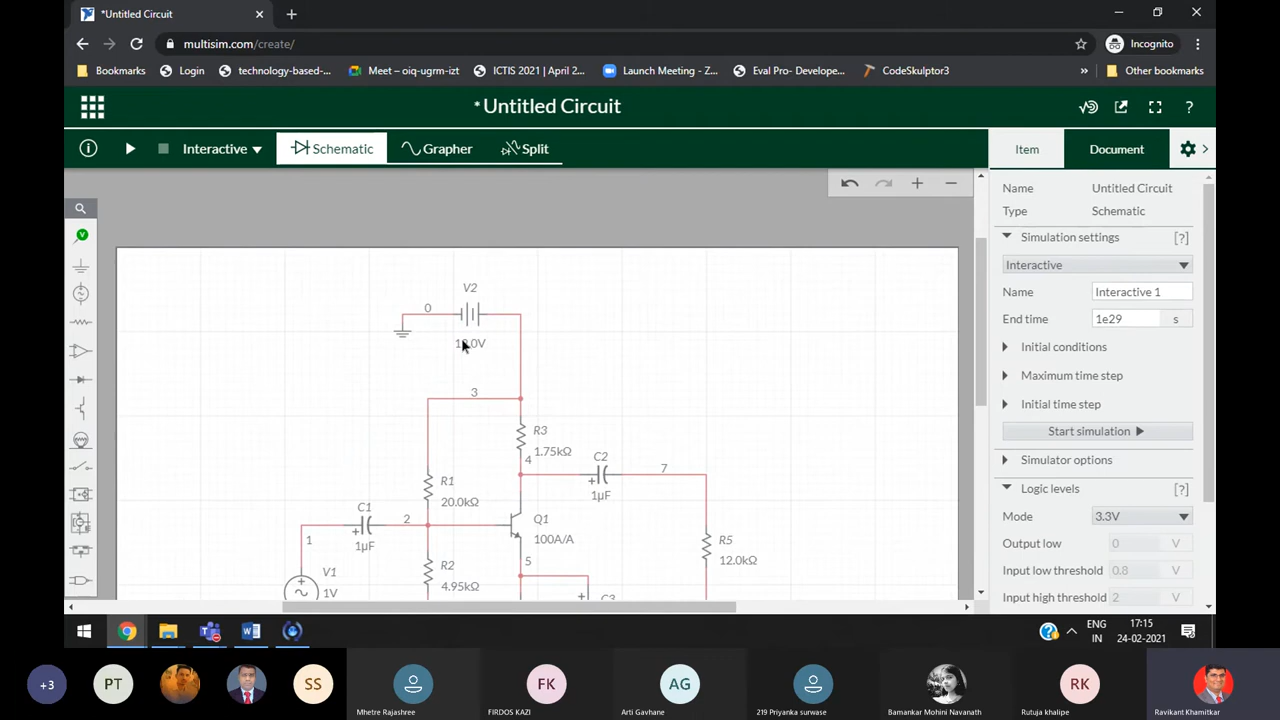 *Untitled Circuit
multisim.com/create/
Incognito
Bookmarks Login technology-based-... Meet – oiq-ugrm-izt ICTIS 2021 | April 2... Launch Meeting - Z... Eval Pro- Develope... CodeSkulptor3 » Other bookmarks
*Untitled Circuit
Interactive Schematic Grapher Split Item Document
Name Untitled Circuit
Type Schematic
Simulation settings [?]
Interactive
Name Interactive 1
End time 1e29 s
Initial conditions
Maximum time step
Initial time step
Start simulation
Simulator options
Logic levels [?]
Mode 3.3V
Output low 0 V
Input low threshold 0.8 V
Input high threshold 2 V
V2
0
3
R3
1.75kΩ
4
C2
1µF
7
R1
20.0kΩ
C1
1µF
2
1
Q1
100A/A
R5
12.0kΩ
5
R2
4.95kΩ
V1
1V
C3
ENG
IN
17:15
24-02-2021
+3 PT SS FK AG RK
Mhetre Rajashree FIRDOS KAZI Arti Gavhane 219 Priyanka surwase Bamankar Mohini Navanath Rutuja khalipe Ravikant Khamitkar